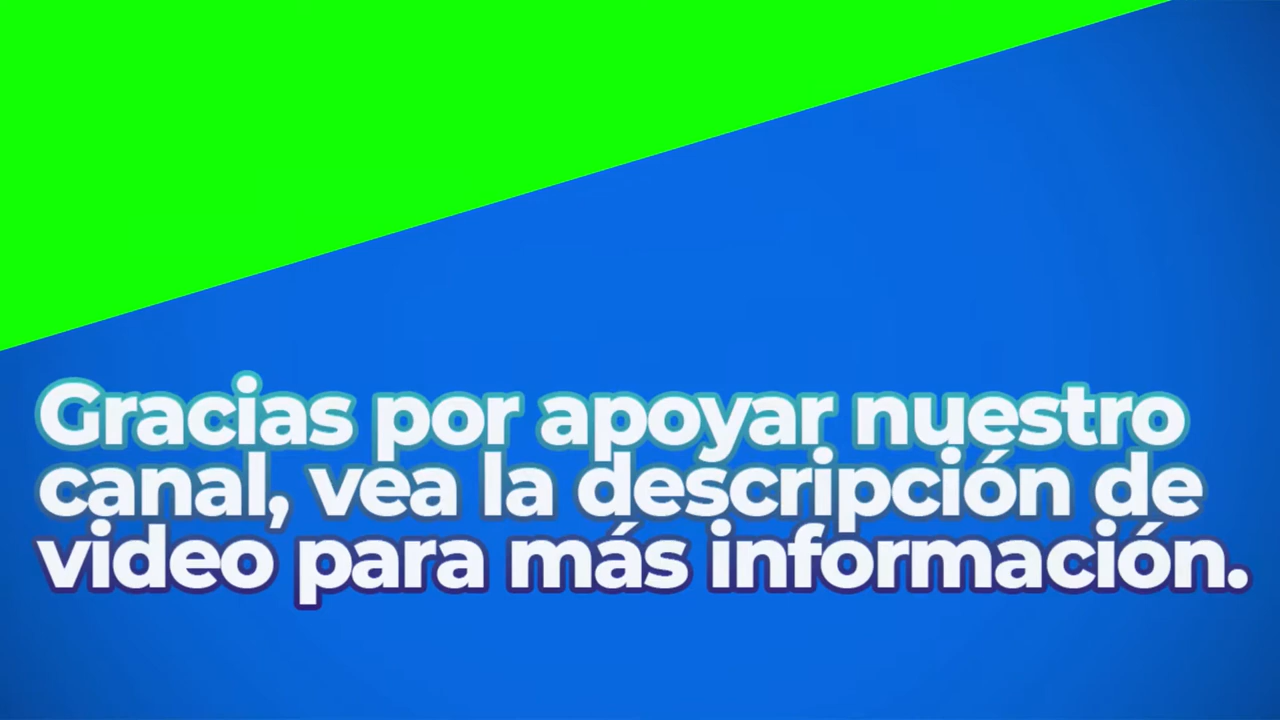 Gracias por apoyar nuestro
canal, vea la descripción de
video para más información.